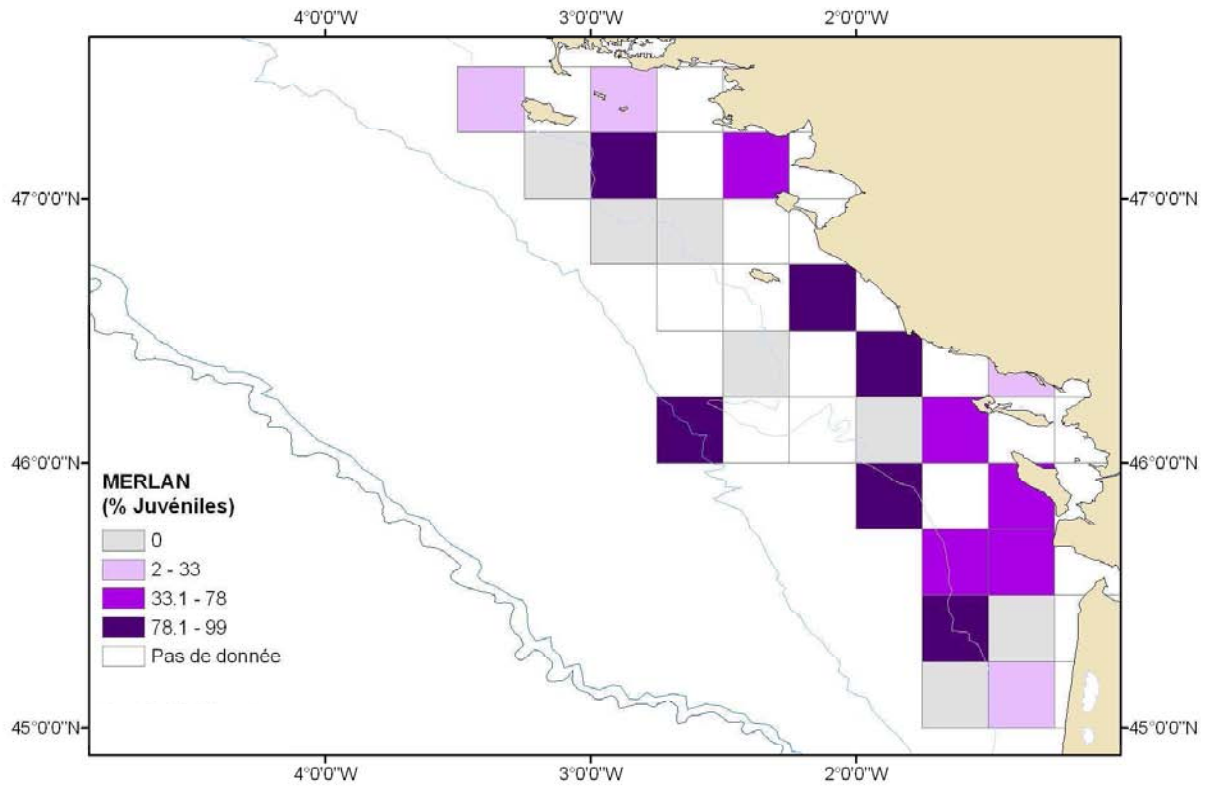 4°0'0"W 3°0'0"W 2°0'0"W
47°0'0"N 47°0'0"N
46°0'0"N 46°0'0"N
MERLAN
(% Juvéniles)
0
2 - 33
33.1 - 78
78.1 - 99
Pas de donnée
45°0'0"N 45°0'0"N
4°0'0"W 3°0'0"W 2°0'0"W